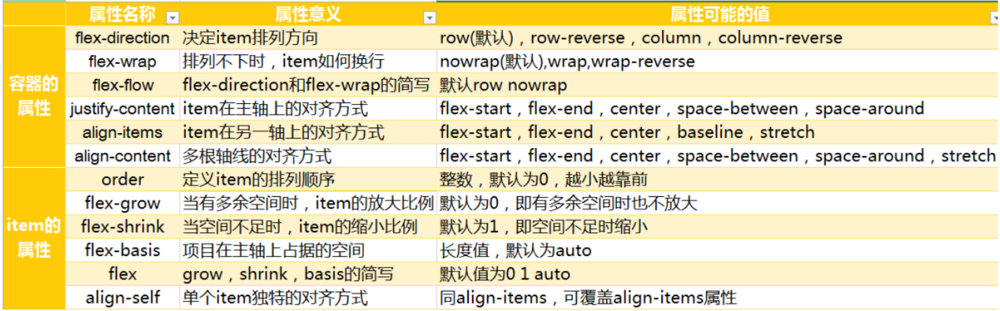 属性名称 属性意义 属性可能的值
容器的属性
flex-direction 决定item排列方向 row(默认)，row-reverse，column，column-reverse
flex-wrap 排列不下时，item如何换行 nowrap(默认),wrap,wrap-reverse
flex-flow flex-direction和flex-wrap的简写 默认row nowrap
justify-content item在主轴上的对齐方式 flex-start，flex-end，center，space-between，space-around
align-items item在另一轴上的对齐方式 flex-start，flex-end，center，baseline，stretch
align-content 多根轴线的对齐方式 flex-start，flex-end，center，space-between，space-around，stretch
item的属性
order 定义item的排列顺序 整数，默认为0，越小越靠前
flex-grow 当有多余空间时，item的放大比例 默认为0，即有多余空间时也不放大
flex-shrink 当空间不足时，item的缩小比例 默认为1，即空间不足时缩小
flex-basis 项目在主轴上占据的空间 长度值，默认为auto
flex grow，shrink，basis的简写 默认值为0 1 auto
align-self 单个item独特的对齐方式 同align-items，可覆盖align-items属性